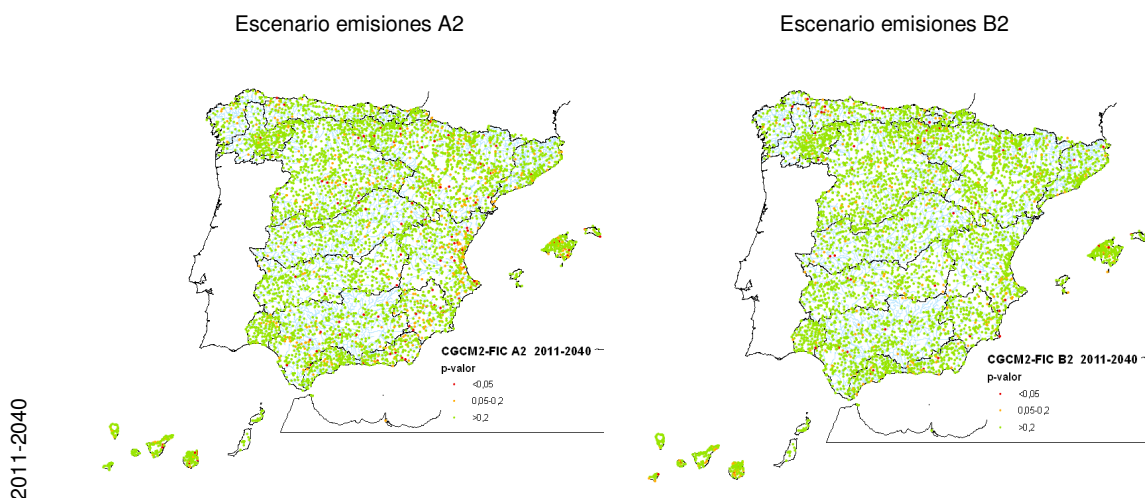 Escenario emisiones A2
Escenario emisiones B2
CGCM2-FIC A2 2011-2040
p-valor
<0,05
0,05-0,2
>0,2
CGCM2-FIC B2 2011-2040
p-valor
<0,05
0,05-0,2
>0,2
2011-2040